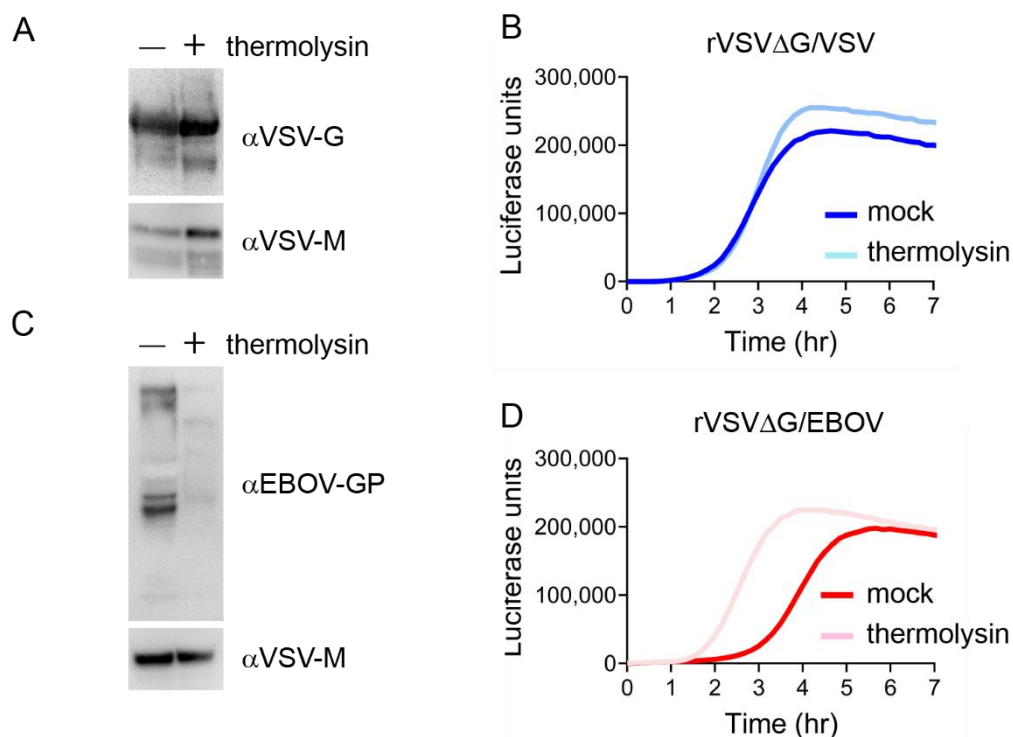 A
— + thermolysin
αVSV-G
αVSV-M
B
rVSVΔG/VSV
300,000
200,000
100,000
0
Luciferase units
mock
thermolysin
0 1 2 3 4 5 6 7
Time (hr)
C
— + thermolysin
αEBOV-GP
αVSV-M
D
rVSVΔG/EBOV
300,000
200,000
100,000
0
Luciferase units
mock
thermolysin
0 1 2 3 4 5 6 7
Time (hr)